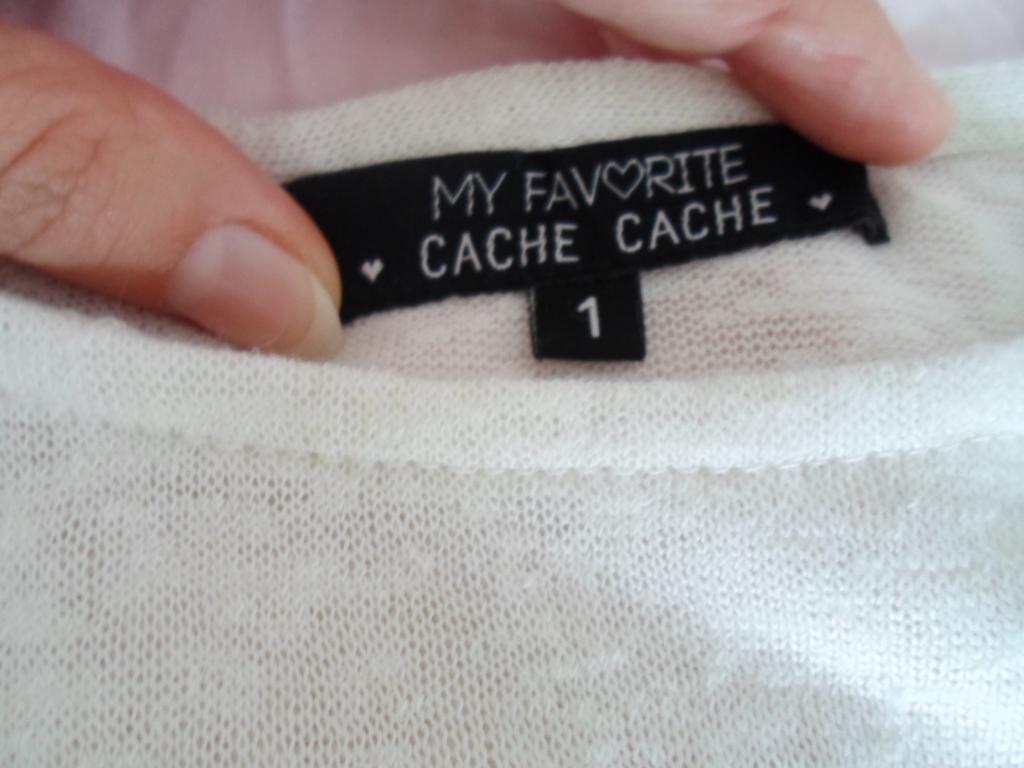 MY FAV♡RITE
♥ CACHE CACHE ♥
1